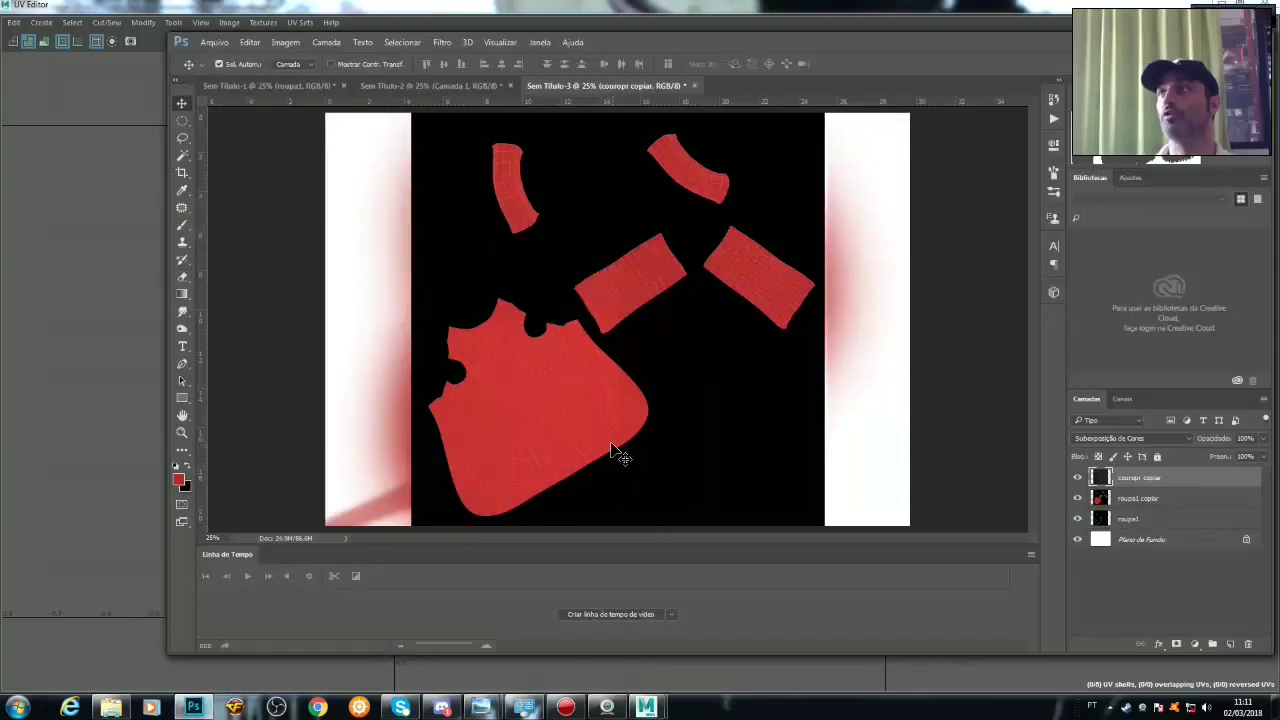 UV Editor
Edit Create Select Cut/Sew Modify Tools View Image Textures UV Sets Help
Ps Arquivo Editar Imagem Camada Texto Selecionar Filtro 3D Visualizar Janela Ajuda
Sel. Autom.: Camada Mostrar Contr. Transf.
Sem Título-1 @ 25% (roupa1, RGB/8) * × Sem Título-2 @ 25% (Camada 1, RGB/8) * × Sem Título-3 @ 25% (couropr copiar, RGB/8) * ×
Bibliotecas Ajustes
Para usar as bibliotecas da Creative
Cloud,
faça login na Creative Cloud
Camadas Canais
Tipo
Subexposição de Cores Opacidade: 100%
Bloq.: Preen.: 100%
couropr copiar
roupa1 copiar
roupa1
Plano de Fundo
25% Doc: 24,9M/86,6M
Linha do Tempo
Criar linha de tempo de vídeo
(0/5) UV shells, (0/0) overlapping UVs, (0/0) reversed UVs
PT 11:11
02/03/2018